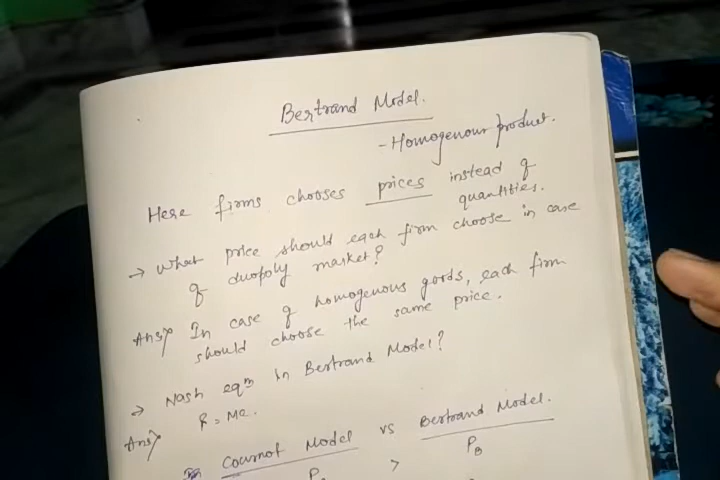 Bertrand Model.
- Homogenous product.
Here firms chooses prices instead of
quantities.
→ What price should each firm choose in case
of duopoly market?
Ans> In case of homogenous goods, each firm
should choose the same price.
→ Nash eqm in Bertrand Model?
Ans> P = MC.
Cournot Model vs Bertrand Model.
P > PB